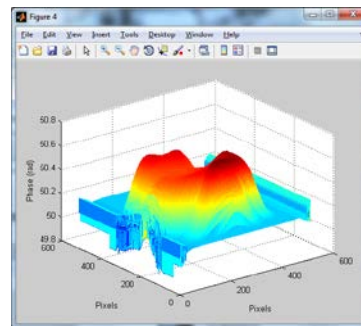 Figure 4
File Edit View Insert Tools Desktop Window Help
50.8
50.6
50.4
50.2
50
49.8
Phase (rad)
600
400
200
0
Pixels
0
200
400
600
Pixels